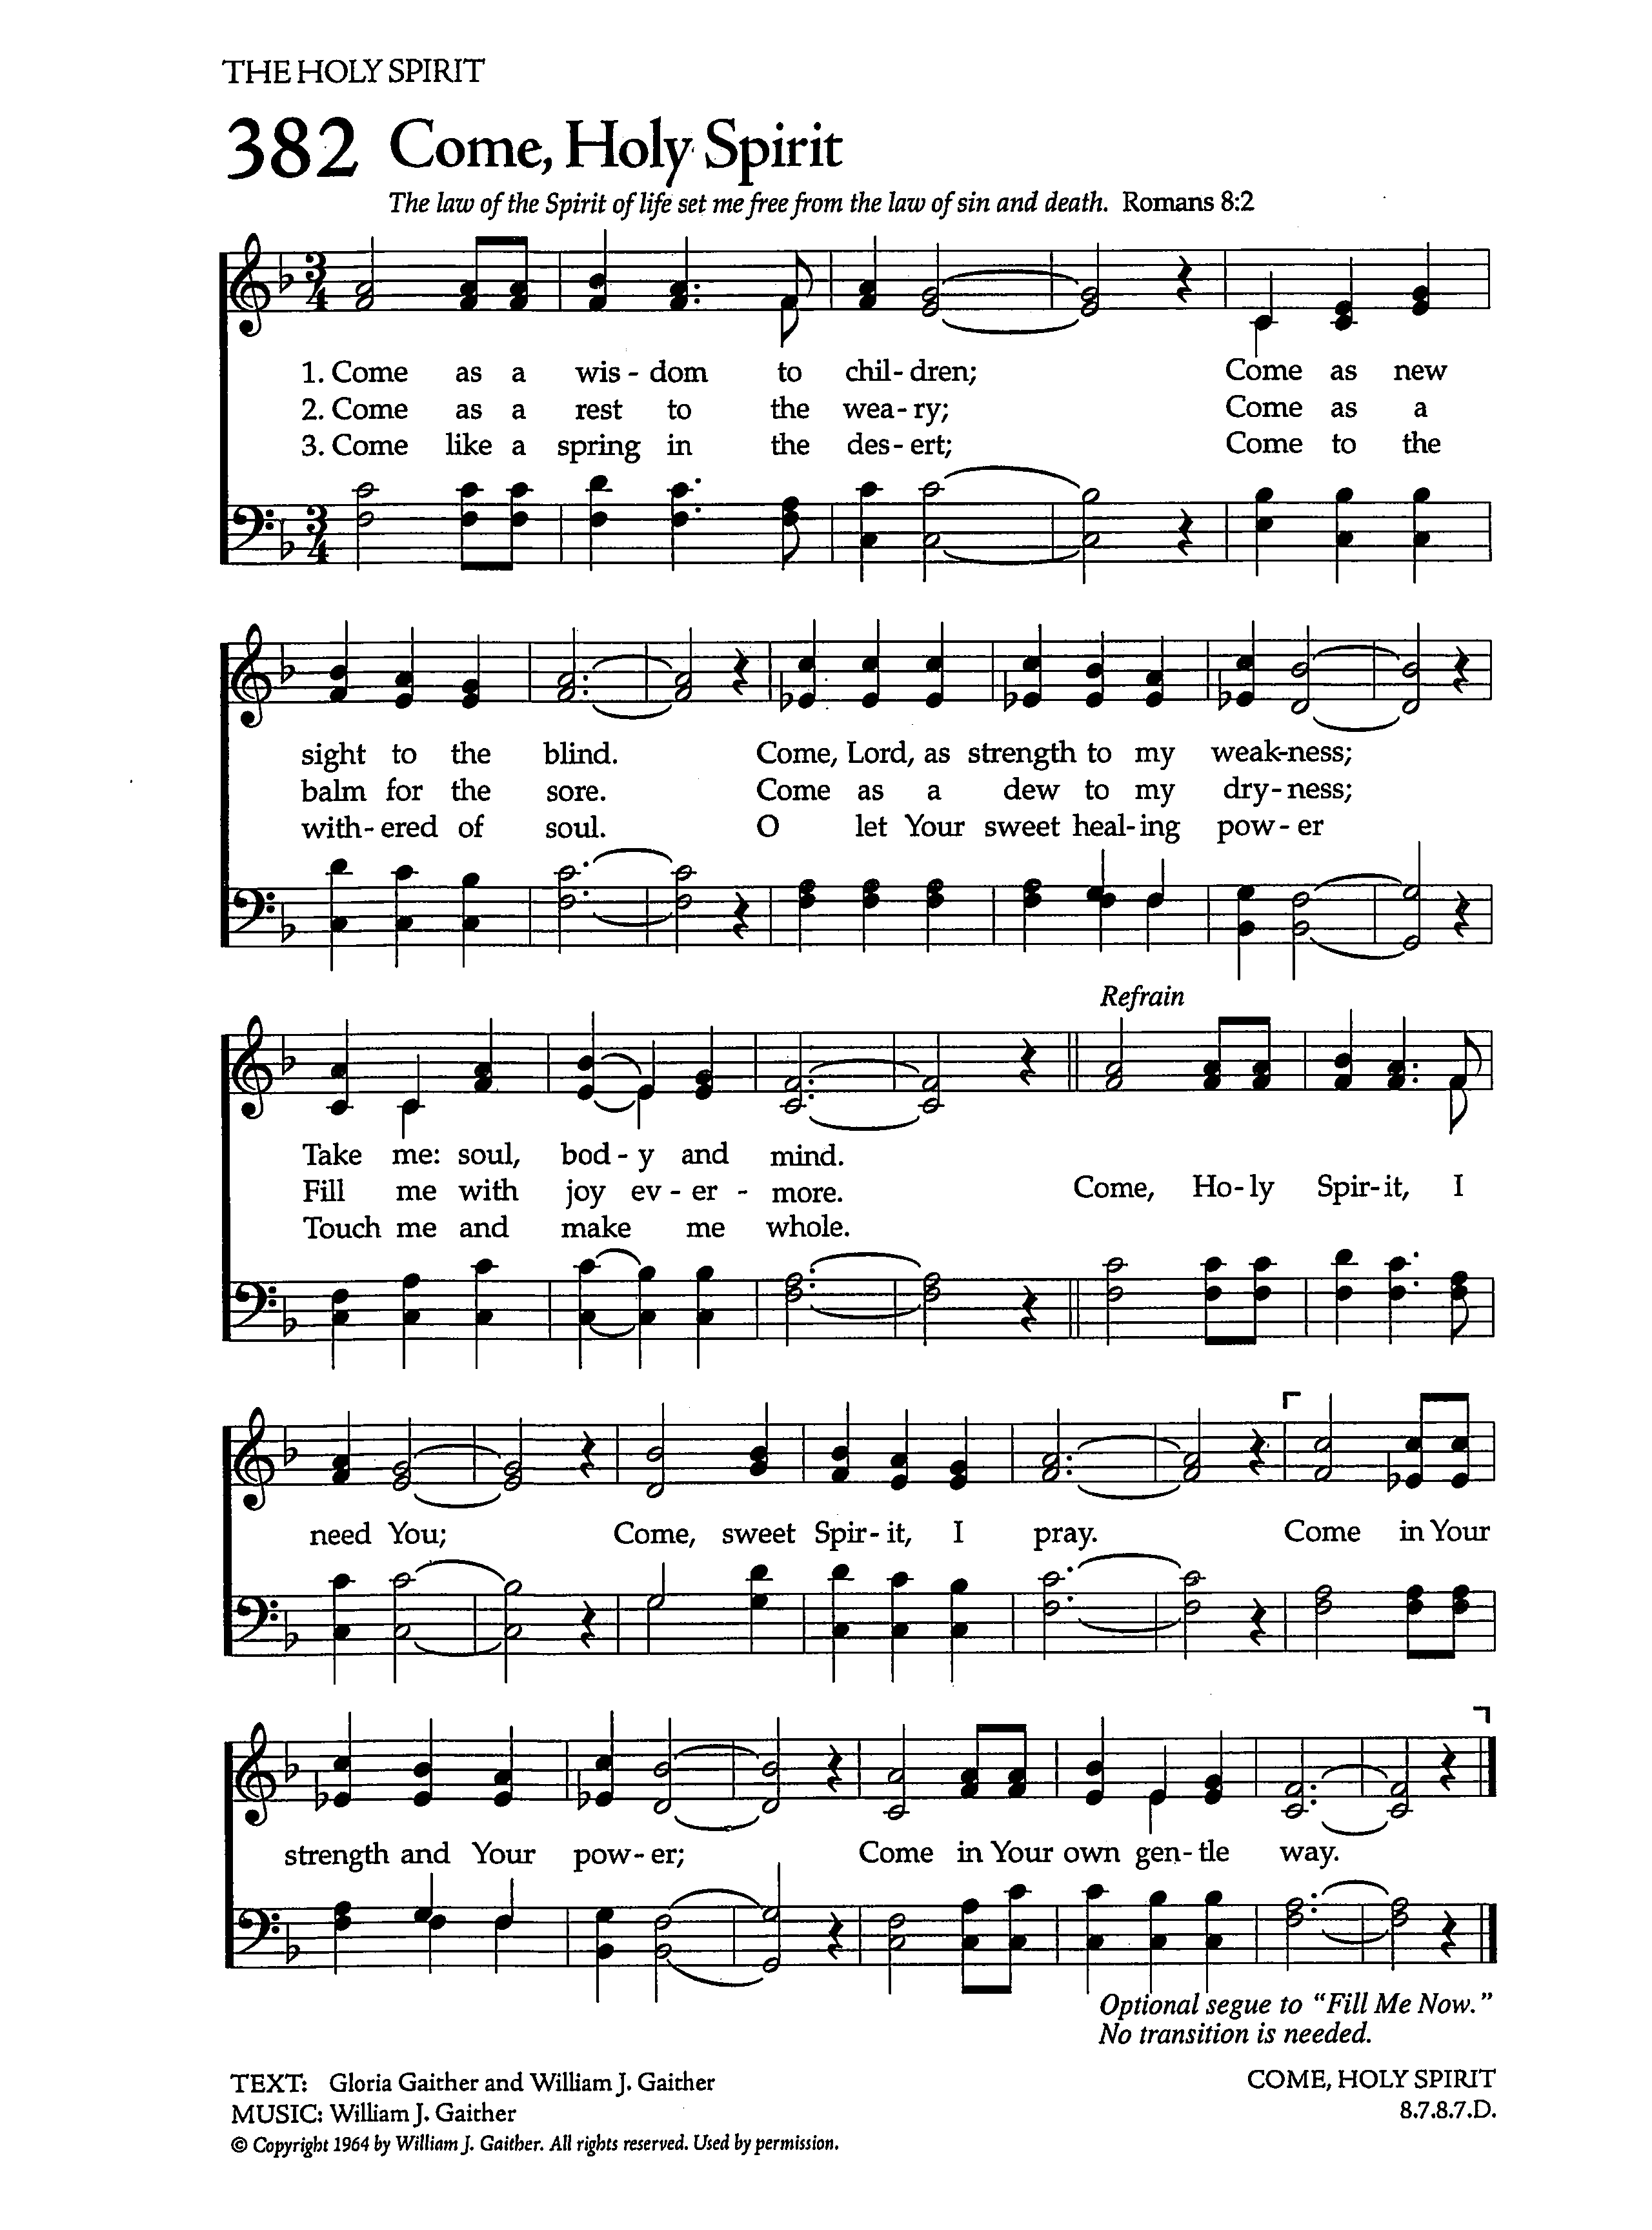 THE HOLY SPIRIT
382 Come, Holy Spirit
The law of the Spirit of life set me free from the law of sin and death. Romans 8:2
1. Come as a wis - dom to chil - dren; Come as new
2. Come as a rest to the wea - ry; Come as a
3. Come like a spring in the des - ert; Come to the
sight to the blind. Come, Lord, as strength to my weak-ness;
balm for the sore. Come as a dew to my dry - ness;
with - ered of soul. O let Your sweet heal - ing pow - er
Refrain
Take me: soul, bod - y and mind.
Fill me with joy ev - er - more. Come, Ho - ly Spir - it, I
Touch me and make me whole.
need You; Come, sweet Spir - it, I pray. Come in Your
strength and Your pow - er; Come in Your own gen - tle way.
Optional segue to "Fill Me Now."
No transition is needed.
TEXT: Gloria Gaither and William J. Gaither
MUSIC: William J. Gaither
© Copyright 1964 by William J. Gaither. All rights reserved. Used by permission.
COME, HOLY SPIRIT
8.7.8.7.D.